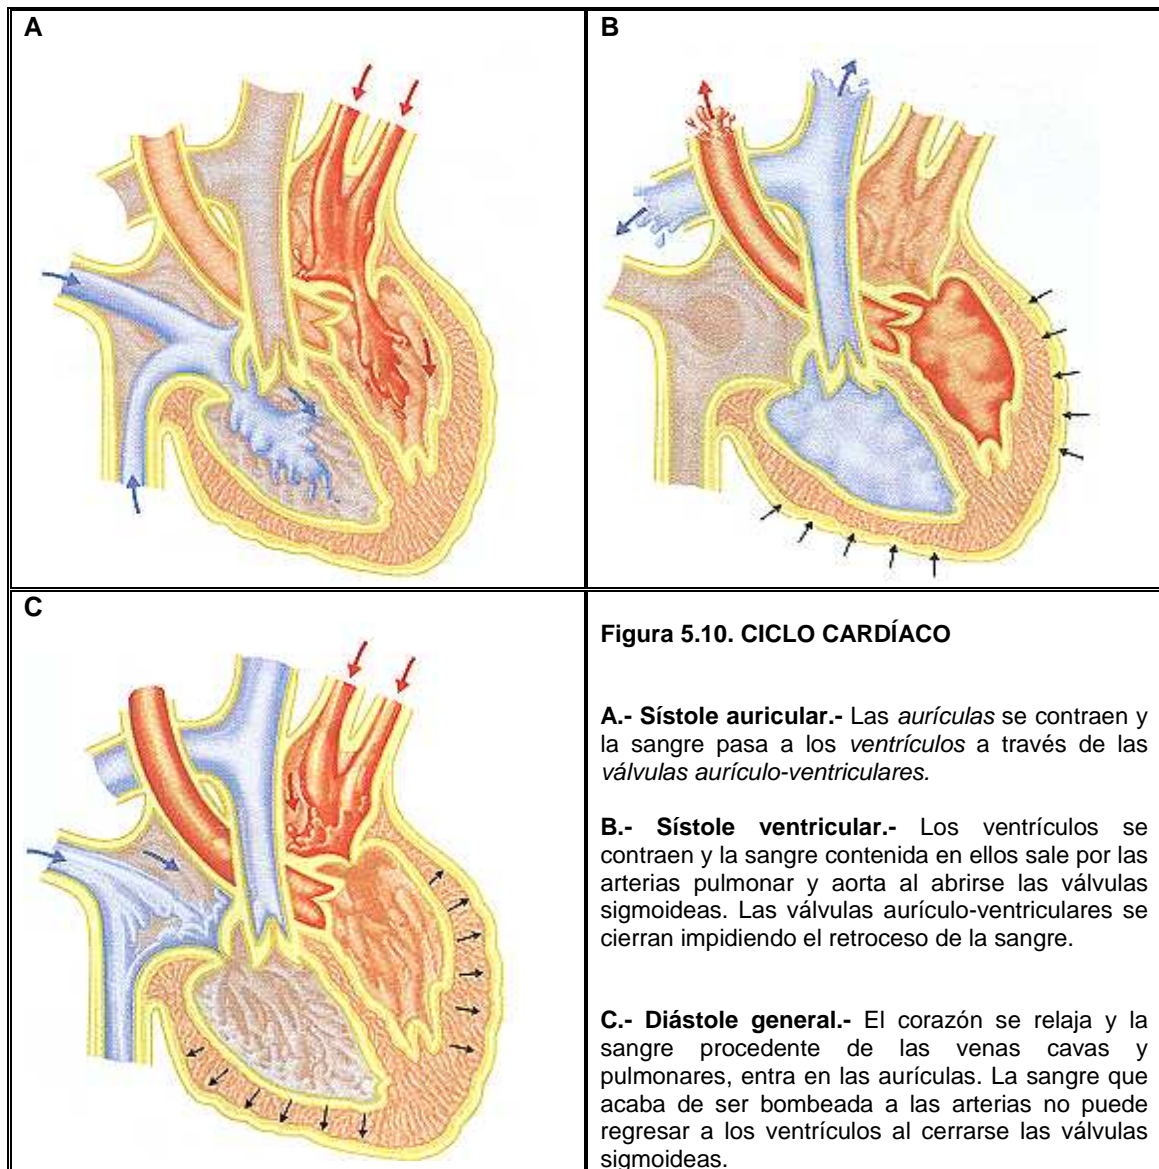 A
B
C
Figura 5.10. CICLO CARDÍACO
A.- Sístole auricular.- Las aurículas se contraen y
la sangre pasa a los ventrículos a través de las
válvulas aurículo-ventriculares.
B.- Sístole ventricular.- Los ventrículos se
contraen y la sangre contenida en ellos sale por las
arterias pulmonar y aorta al abrirse las válvulas
sigmoideas. Las válvulas aurículo-ventriculares se
cierran impidiendo el retroceso de la sangre.
C.- Diástole general.- El corazón se relaja y la
sangre procedente de las venas cavas y
pulmonares, entra en las aurículas. La sangre que
acaba de ser bombeada a las arterias no puede
regresar a los ventrículos al cerrarse las válvulas
sigmoideas.